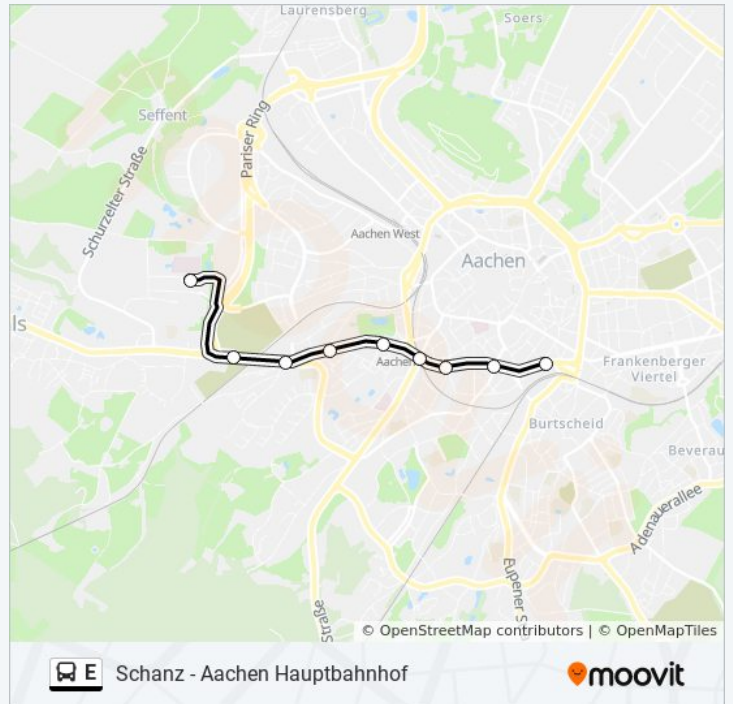 Laurensberg
Soers
Seffent
Pariser Ring
Schurzelter Straße
Aachen West
Aachen
ls
Aachen
Frankenberger
Viertel
Burtscheid
Beverau
Adenauerallee
Eupener S
Straße
© OpenStreetMap contributors | © OpenMapTiles
E Schanz - Aachen Hauptbahnhof
moovit